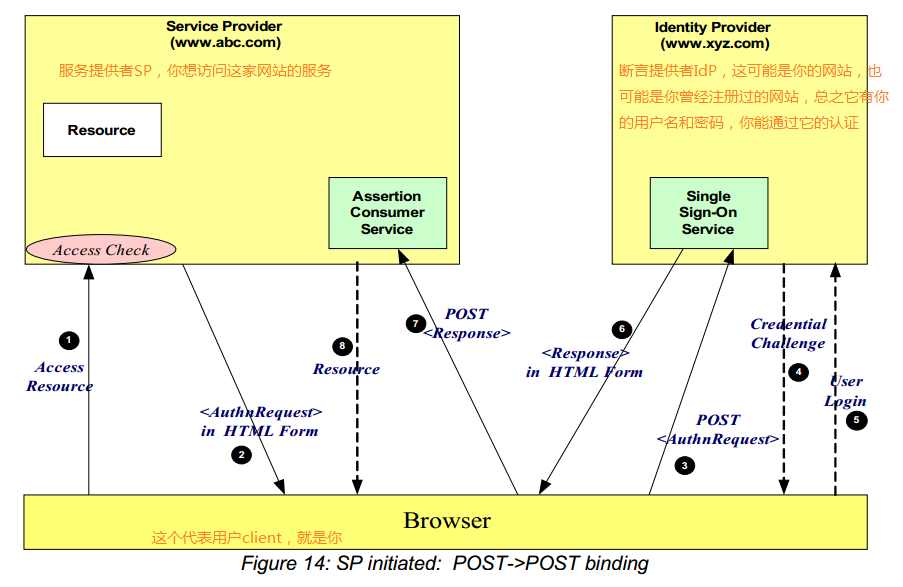 Service Provider
(www.abc.com)
服务提供者SP，你想访问这家网站的服务
Resource
Assertion
Consumer
Service
Access Check
Identity Provider
(www.xyz.com)
断言提供者IdP，这可能是你的网站，也
可能是你曾经注册过的网站，总之它有你
的用户名和密码，你能通过它的认证
Single
Sign-On
Service
1
Access
Resource
<AuthnRequest>
in HTML Form
2
8
Resource
7
POST
<Response>
6
<Response>
in HTML Form
POST
<AuthnRequest>
3
Credential
Challenge
4
User
Login
5
Browser
这个代表用户client，就是你
Figure 14: SP initiated: POST->POST binding